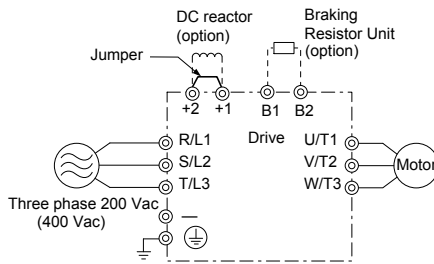 DC reactor
(option)
Braking
Resistor Unit
(option)
Jumper
+2
+1
B1
B2
R/L1
Drive
U/T1
S/L2
V/T2
Motor
T/L3
W/T3
Three phase 200 Vac
(400 Vac)
—